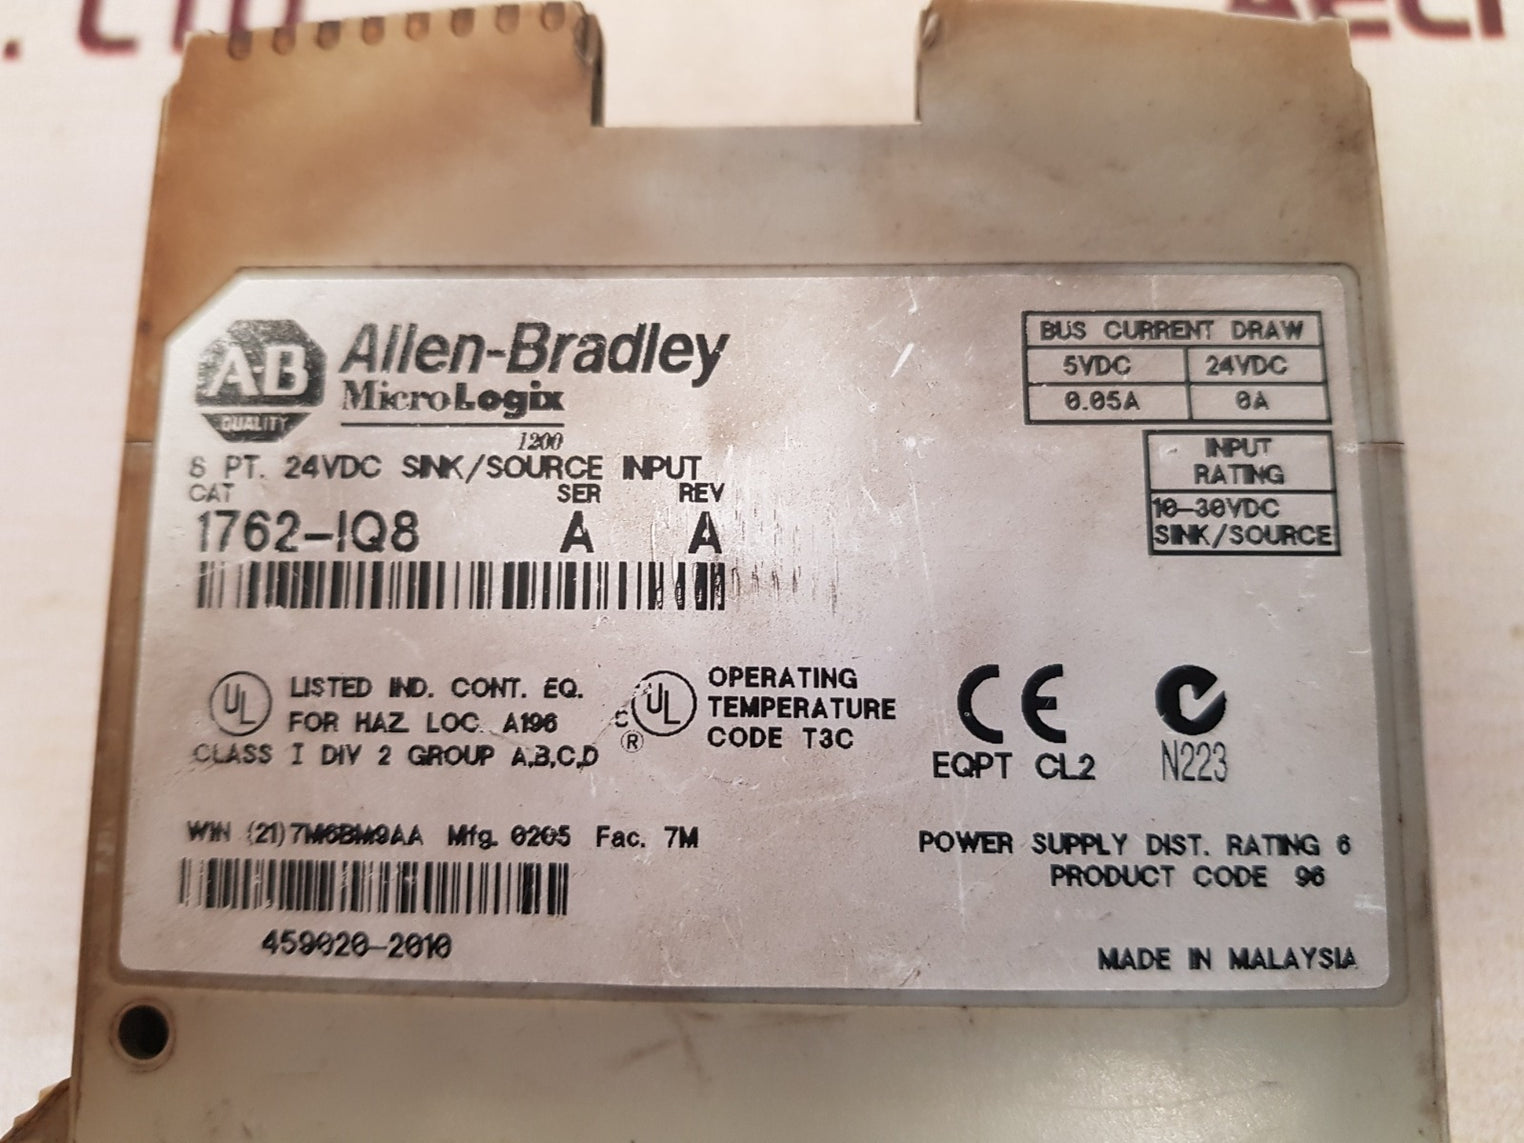 A-B
QUALITY
Allen-Bradley
MicroLogix
1200
8 PT. 24VDC SINK/SOURCE INPUT
CAT SER REV
1762-IQ8 A A
BUS CURRENT DRAW
5VDC 24VDC
0.05A 0A
INPUT
RATING
10-30VDC
SINK/SOURCE
UL LISTED IND. CONT. EQ.
FOR HAZ. LOC. A196
CLASS I DIV 2 GROUP A,B,C,D
C UL ®
OPERATING
TEMPERATURE
CODE T3C
CE
EQPT CL2
N223
WIN (21)7M6BM9AA Mfg. 0205 Fac. 7M
459020-2010
POWER SUPPLY DIST. RATING 6
PRODUCT CODE 96
MADE IN MALAYSIA